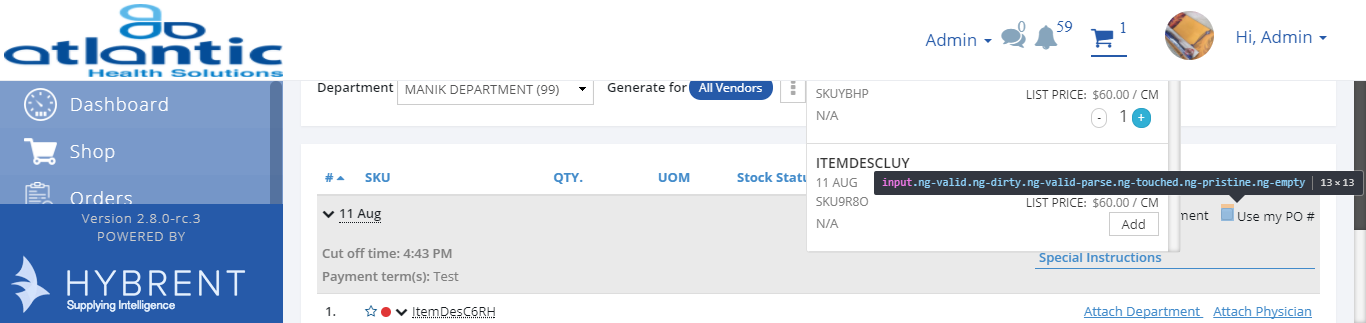 atlantic
Health Solutions
Admin
0
59
1
Hi, Admin
Dashboard
Shop
Orders
Version 2.8.0-rc.3
POWERED BY
HYBRENT
Supplying Intelligence
Department MANIK DEPARTMENT (99) Generate for All Vendors
SKUYBHP LIST PRICE: $60.00 / CM
N/A - 1 +
ITEMDESCLUY
11 AUG
input.ng-valid.ng-dirty.ng-valid-parse.ng-touched.ng-pristine.ng-empty 13×13
SKU9R8O LIST PRICE: $60.00 / CM
N/A Add
# SKU QTY. UOM Stock Statu
11 Aug ment Use my PO #
Cut off time: 4:43 PM
Payment term(s): Test
Special Instructions
1. ItemDesC6RH Attach Department Attach Physician